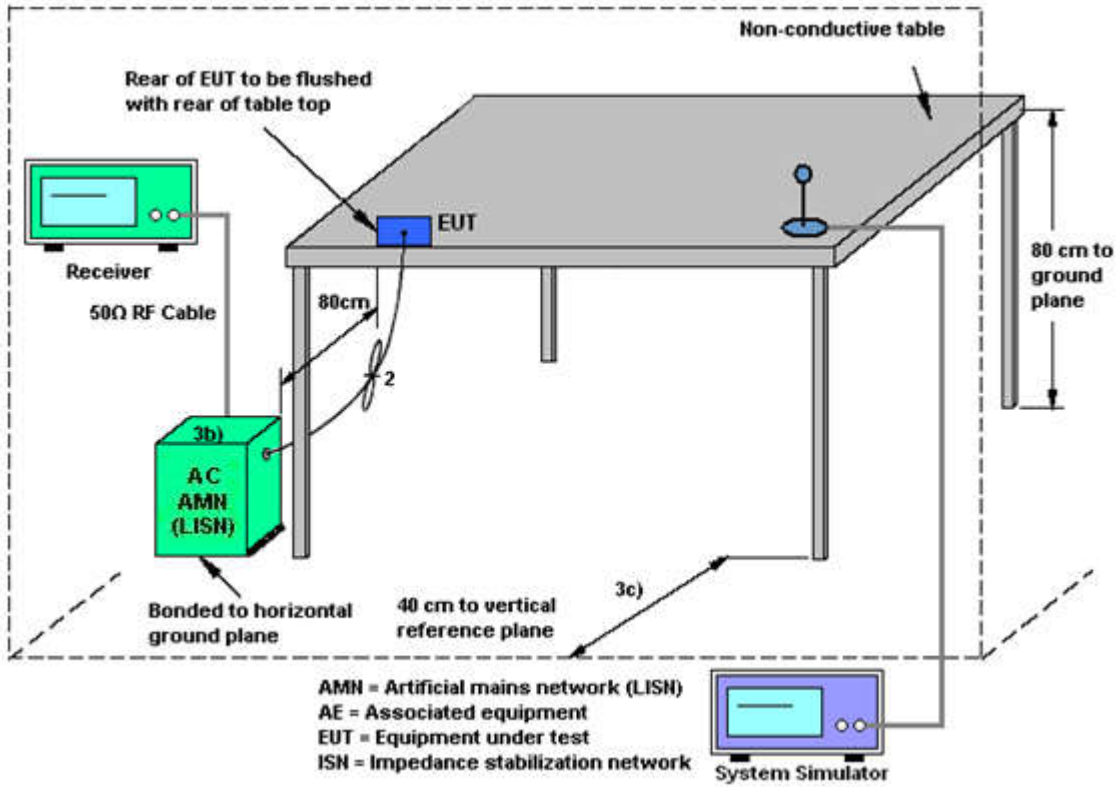 Non-conductive table
Rear of EUT to be flushed
with rear of table top
EUT
Receiver
80cm
80 cm to
ground
plane
50Ω RF Cable
2
3b)
AC
AMN
(LISN)
3c)
Bonded to horizontal
ground plane
40 cm to vertical
reference plane
AMN = Artificial mains network (LISN)
AE = Associated equipment
EUT = Equipment under test
ISN = Impedance stabilization network
System Simulator